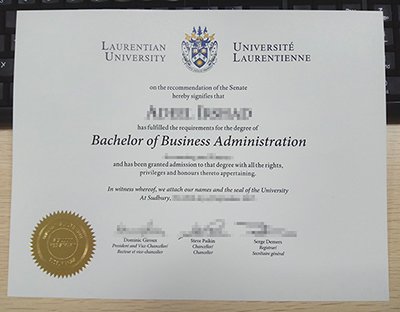 LAURENTIAN
UNIVERSITY
UNIVERSITÉ
LAURENTIENNE
on the recommendation of the Senate
hereby signifies that
has fulfilled the requirements for the degree of
Bachelor of Business Administration
and has been granted admission to that degree with all the rights,
privileges and honours thereto appertaining.
In witness whereof, we attach our names and the seal of the University
At Sudbury,
Dominic Giroux
President and Vice-Chancellor/
Recteur et vice-chancelier
Steve Paikin
Chancellor/
Chancelier
Serge Demers
Registrar/
Secrétaire général